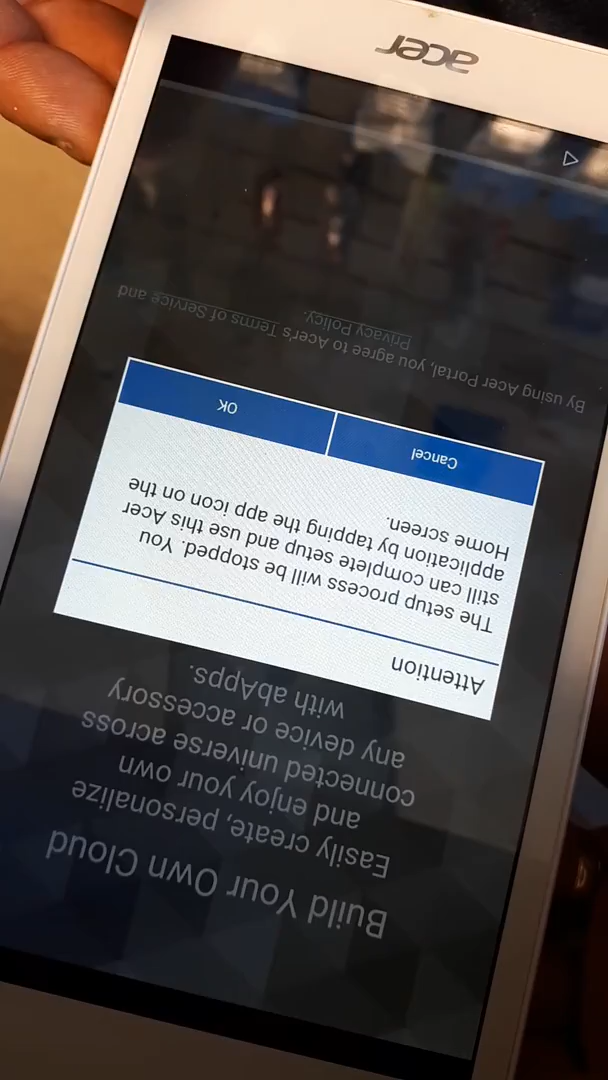 Build Your Own Cloud
Easily create, personalize
and enjoy your own
connected universe across
any device or accessory
with abApps.
Attention
The setup process will be stopped. You
still can complete setup and use this Acer
application by tapping the app icon on the
Home screen.
Cancel OK
By using Acer Portal, you agree to Acer's Terms of Service and
Privacy Policy.
acer